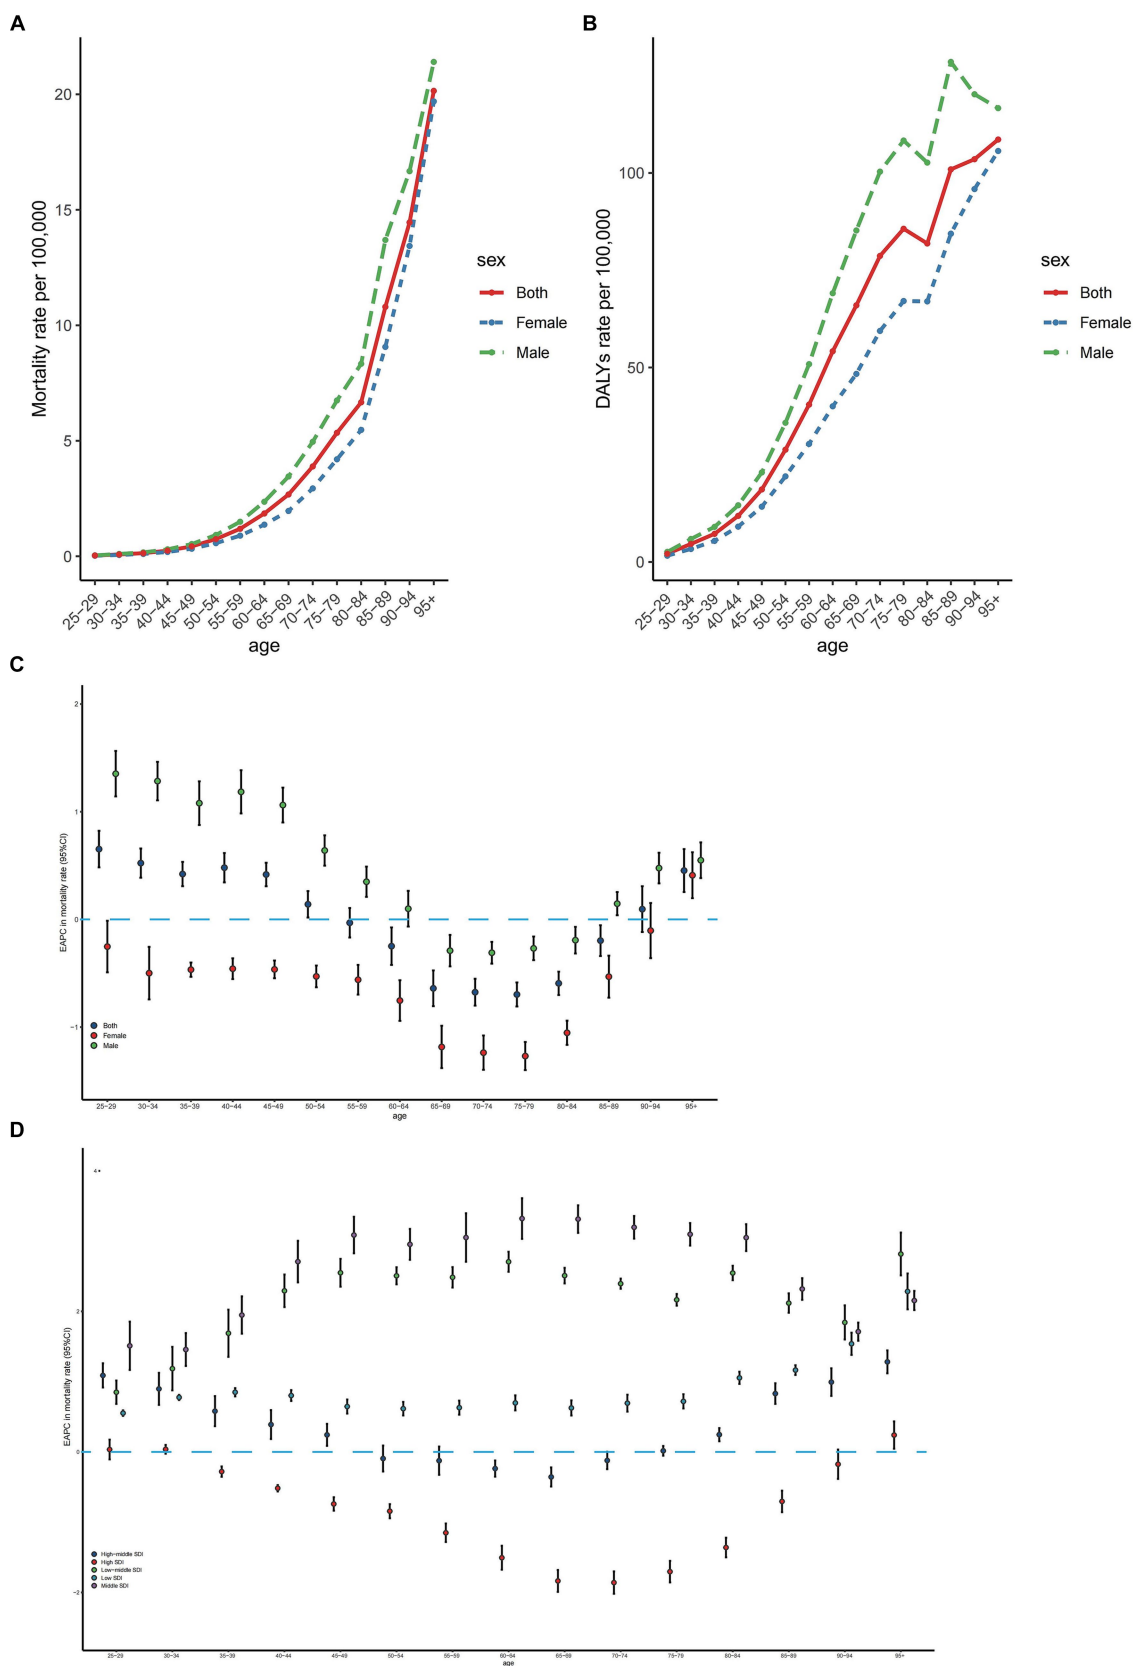 A
Mortality rate per 100,000
20
15
10
5
0
25−29
30−34
35−39
40−44
45−49
50−54
55−59
60−64
65−69
70−74
75−79
80−84
85−89
90−94
95+
age
sex
Both
Female
Male
B
DALYs rate per 100,000
100
50
0
25−29
30−34
35−39
40−44
45−49
50−54
55−59
60−64
65−69
70−74
75−79
80−84
85−89
90−94
95+
age
sex
Both
Female
Male
C
EAPC in mortality rate (95%CI)
2
1
0
−1
Both
Female
Male
25−29
30−34
35−39
40−44
45−49
50−54
55−59
60−64
65−69
70−74
75−79
80−84
85−89
90−94
95+
age
D
EAPC in mortality rate (95%CI)
4
2
0
−2
High−middle SDI
High SDI
Low−middle SDI
Low SDI
Middle SDI
25−29
30−34
35−39
40−44
45−49
50−54
55−59
60−64
65−69
70−74
75−79
80−84
85−89
90−94
95+
age